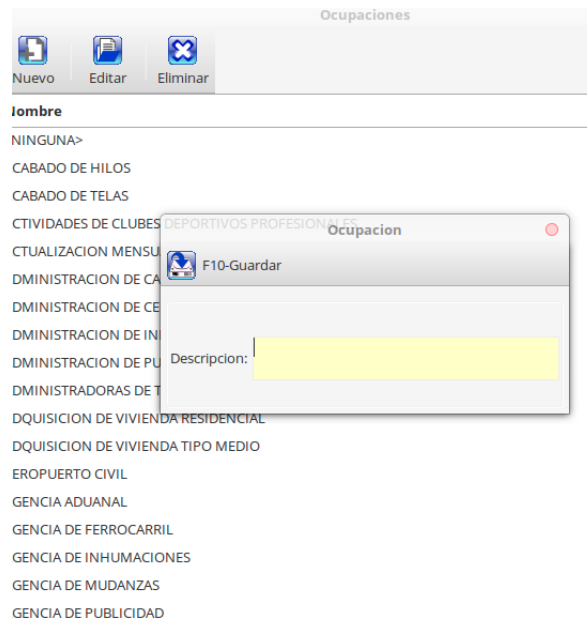 Ocupaciones
Nuevo Editar Eliminar
Nombre
NINGUNA>
CABADO DE HILOS
CABADO DE TELAS
CTIVIDADES DE CLUBES DEPORTIVOS PROFESIONALES
Ocupacion
CTUALIZACION MENSU
F10-Guardar
DMINISTRACION DE CA
DMINISTRACION DE CE
DMINISTRACION DE IN
DMINISTRACION DE PU
Descripcion:
DMINISTRADORAS DE T
DQUISICION DE VIVIENDA RESIDENCIAL
DQUISICION DE VIVIENDA TIPO MEDIO
EROPUERTO CIVIL
GENCIA ADUANAL
GENCIA DE FERROCARRIL
GENCIA DE INHUMACIONES
GENCIA DE MUDANZAS
GENCIA DE PUBLICIDAD